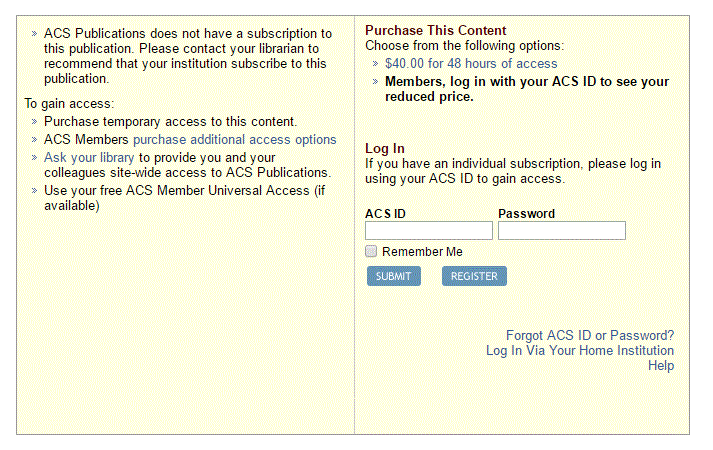 ACS Publications does not have a subscription to
this publication. Please contact your librarian to
recommend that your institution subscribe to this
publication.
To gain access:
Purchase temporary access to this content.
ACS Members purchase additional access options
Ask your library to provide you and your
colleagues site-wide access to ACS Publications.
Use your free ACS Member Universal Access (if
available)
Purchase This Content
Choose from the following options:
$40.00 for 48 hours of access
Members, log in with your ACS ID to see your
reduced price.
Log In
If you have an individual subscription, please log in
using your ACS ID to gain access.
ACS ID Password
Remember Me
SUBMIT REGISTER
Forgot ACS ID or Password?
Log In Via Your Home Institution
Help